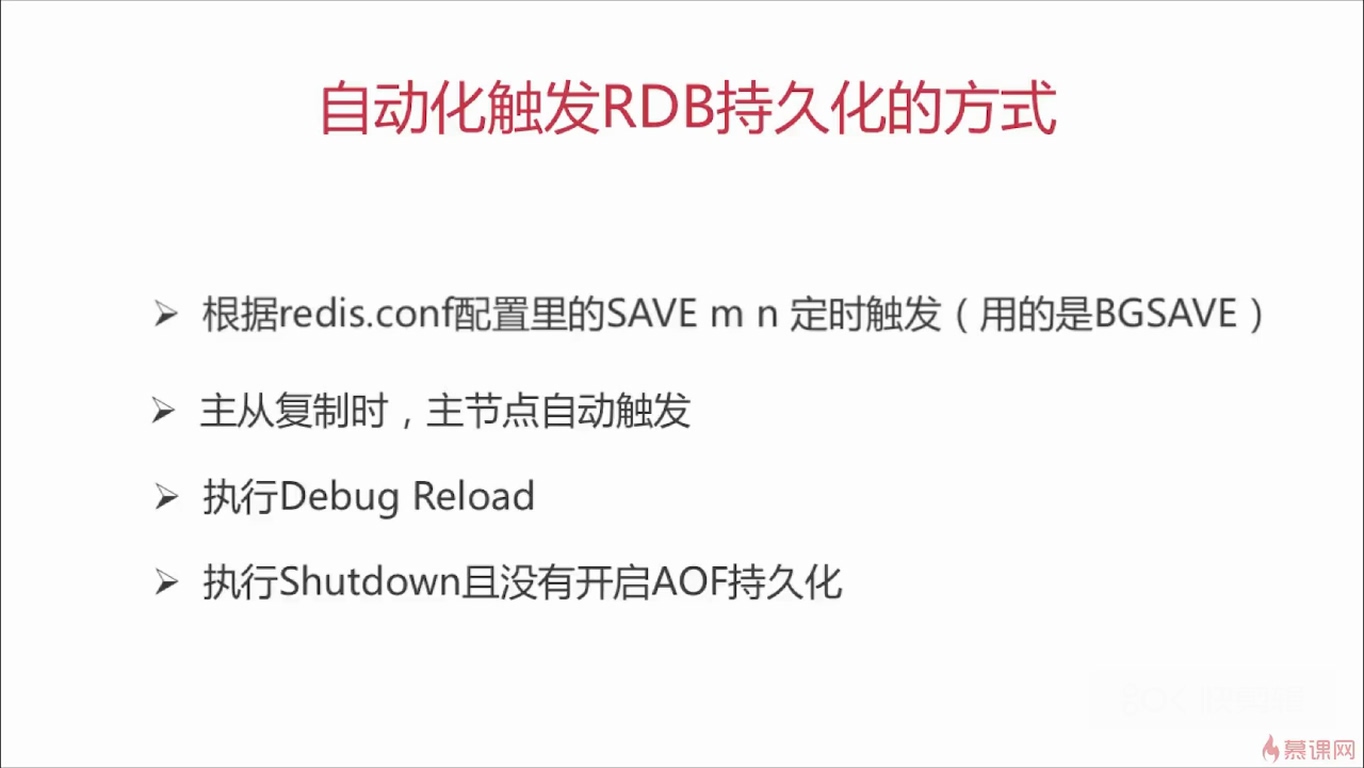 自动化触发RDB持久化的方式
➢ 根据redis.conf配置里的SAVE m n 定时触发（用的是BGSAVE）
➢ 主从复制时，主节点自动触发
➢ 执行Debug Reload
➢ 执行Shutdown且没有开启AOF持久化
慕课网